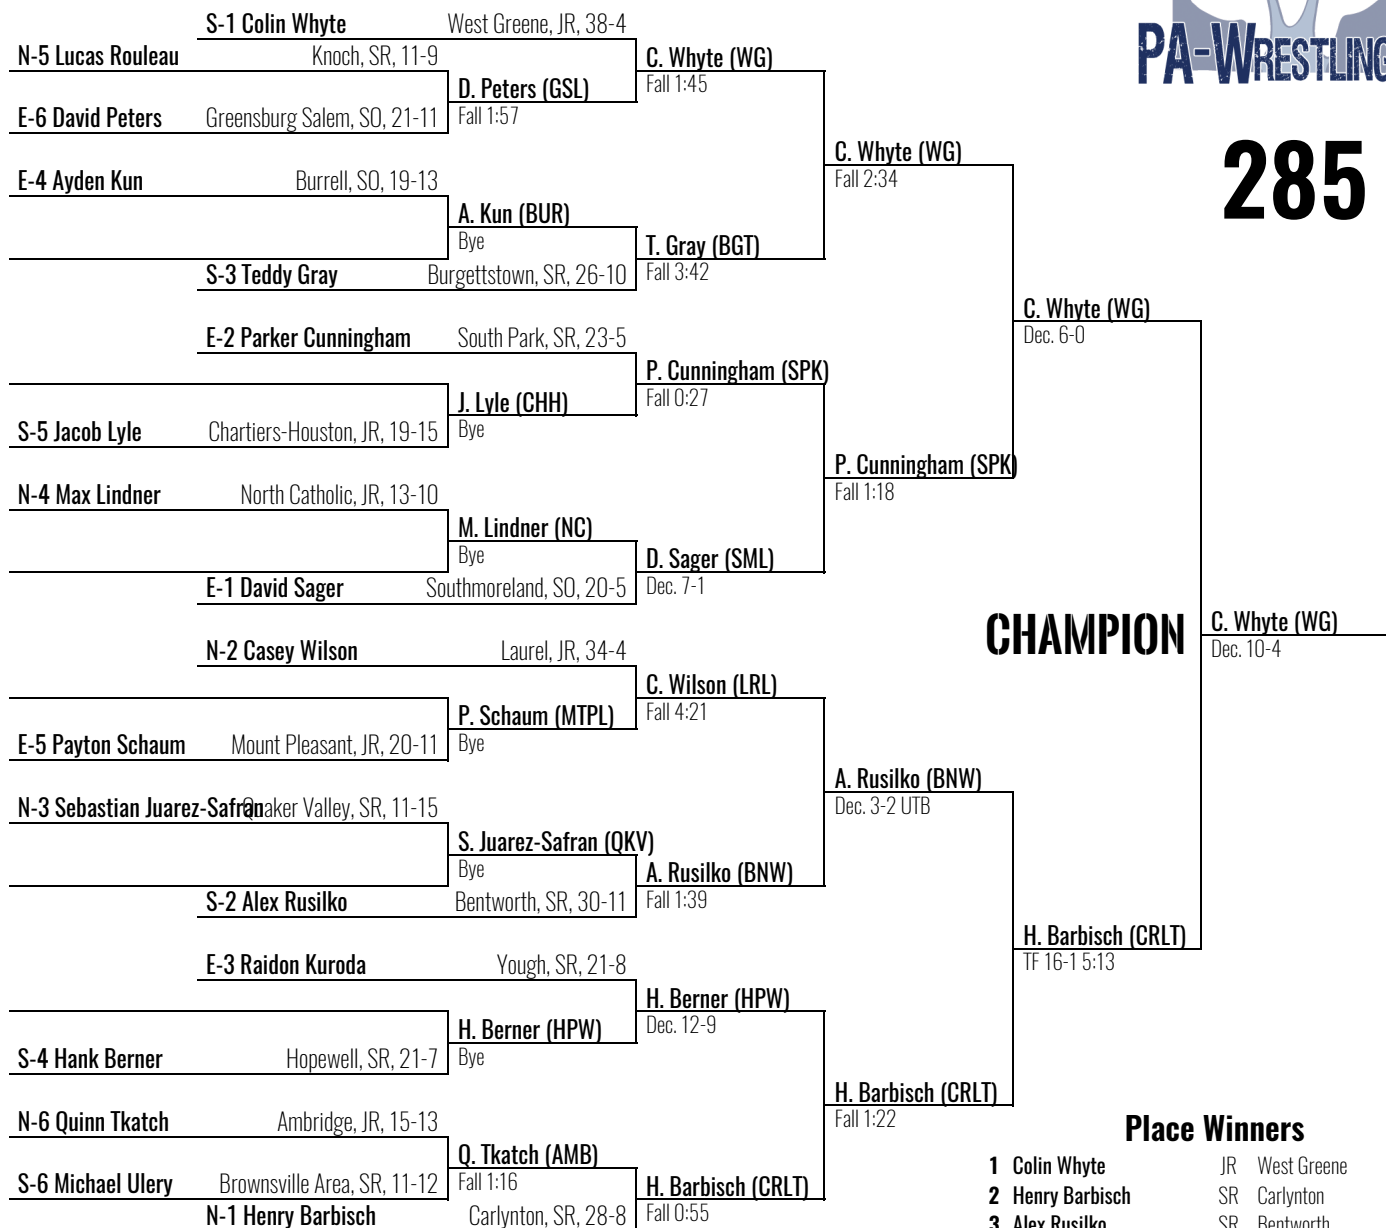 S-1 Colin Whyte West Greene, JR, 38-4
N-5 Lucas Rouleau Knoch, SR, 11-9
C. Whyte (WG)
Fall 1:45
D. Peters (GSL)
Fall 1:57
E-6 David Peters Greensburg Salem, SO, 21-11
PA-WRESTLING
285
C. Whyte (WG)
Fall 2:34
E-4 Ayden Kun Burrell, SO, 19-13
A. Kun (BUR)
Bye
T. Gray (BGT)
Fall 3:42
S-3 Teddy Gray Burgettstown, SR, 26-10
C. Whyte (WG)
Dec. 6-0
E-2 Parker Cunningham South Park, SR, 23-5
P. Cunningham (SPK)
Fall 0:27
J. Lyle (CHH)
Bye
S-5 Jacob Lyle Chartiers-Houston, JR, 19-15
P. Cunningham (SPK)
Fall 1:18
N-4 Max Lindner North Catholic, JR, 13-10
M. Lindner (NC)
Bye
D. Sager (SML)
Dec. 7-1
E-1 David Sager Southmoreland, SO, 20-5
CHAMPION
C. Whyte (WG)
Dec. 10-4
N-2 Casey Wilson Laurel, JR, 34-4
C. Wilson (LRL)
Fall 4:21
P. Schaum (MTPL)
Bye
E-5 Payton Schaum Mount Pleasant, JR, 20-11
A. Rusilko (BNW)
Dec. 3-2 UTB
N-3 Sebastian Juarez-Safran Quaker Valley, SR, 11-15
S. Juarez-Safran (QKV)
Bye
A. Rusilko (BNW)
Fall 1:39
S-2 Alex Rusilko Bentworth, SR, 30-11
H. Barbisch (CRLT)
TF 16-1 5:13
E-3 Raidon Kuroda Yough, SR, 21-8
H. Berner (HPW)
Dec. 12-9
H. Berner (HPW)
Bye
S-4 Hank Berner Hopewell, SR, 21-7
H. Barbisch (CRLT)
Fall 1:22
N-6 Quinn Tkatch Ambridge, JR, 15-13
Q. Tkatch (AMB)
Fall 1:16
S-6 Michael Ulery Brownsville Area, SR, 11-12
H. Barbisch (CRLT)
Fall 0:55
N-1 Henry Barbisch Carlynton, SR, 28-8
Place Winners
1 Colin Whyte JR West Greene
2 Henry Barbisch SR Carlynton
3 Alex Rusilko SR Bentworth